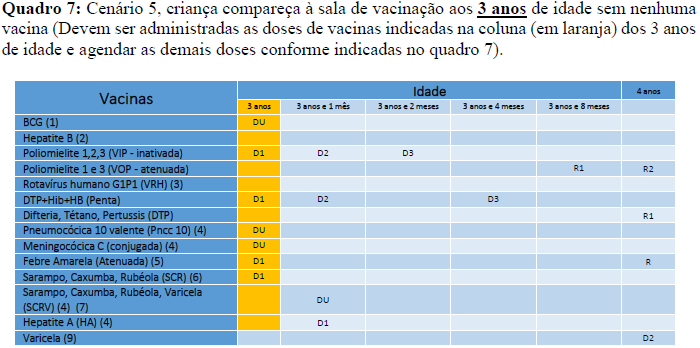 Quadro 7: Cenário 5, criança compareça à sala de vacinação aos 3 anos de idade sem nenhuma
vacina (Devem ser administradas as doses de vacinas indicadas na coluna (em laranja) dos 3 anos
de idade e agendar as demais doses conforme indicadas no quadro 7).
Vacinas Idade 4 anos
3 anos 3 anos e 1 mês 3 anos e 2 meses 3 anos e 4 meses 3 anos e 8 meses
BCG (1) DU
Hepatite B (2)
Poliomielite 1,2,3 (VIP - inativada) D1 D2 D3
Poliomielite 1 e 3 (VOP - atenuada) R1 R2
Rotavírus humano G1P1 (VRH) (3)
DTP+Hib+HB (Penta) D1 D2 D3
Difteria, Tétano, Pertussis (DTP) R1
Pneumocócica 10 valente (Pncc 10) (4) DU
Meningocócica C (conjugada) (4) DU
Febre Amarela (Atenuada) (5) D1 R
Sarampo, Caxumba, Rubéola (SCR) (6) D1
Sarampo, Caxumba, Rubéola, Varicela
(SCRV) (4) (7) DU
Hepatite A (HA) (4) D1
Varicela (9) D2